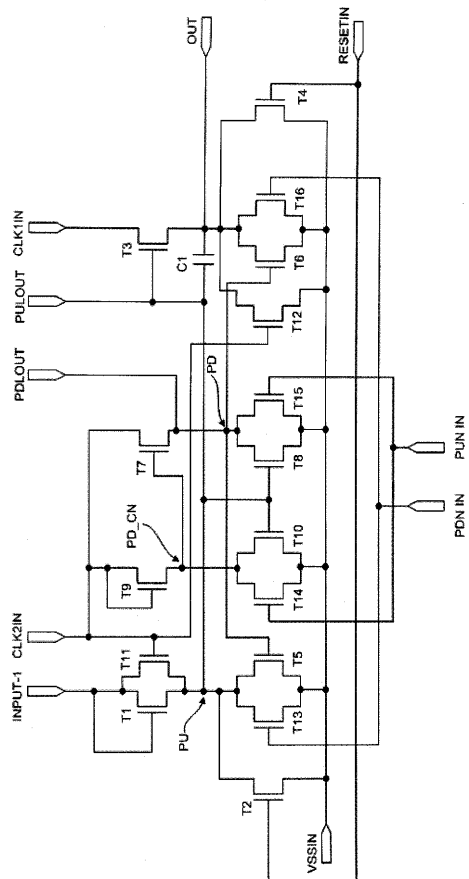 INPUT-1
CLK2IN
PDLOUT
PULOUT
CLK1IN
OUT
T1
T11
T9
T7
T3
PD_CN
PD
C1
PU
T2
T13
T5
T14
T10
T8
T15
T12
T6
T16
T4
VSSIN
PDN IN
PUN IN
RESETIN